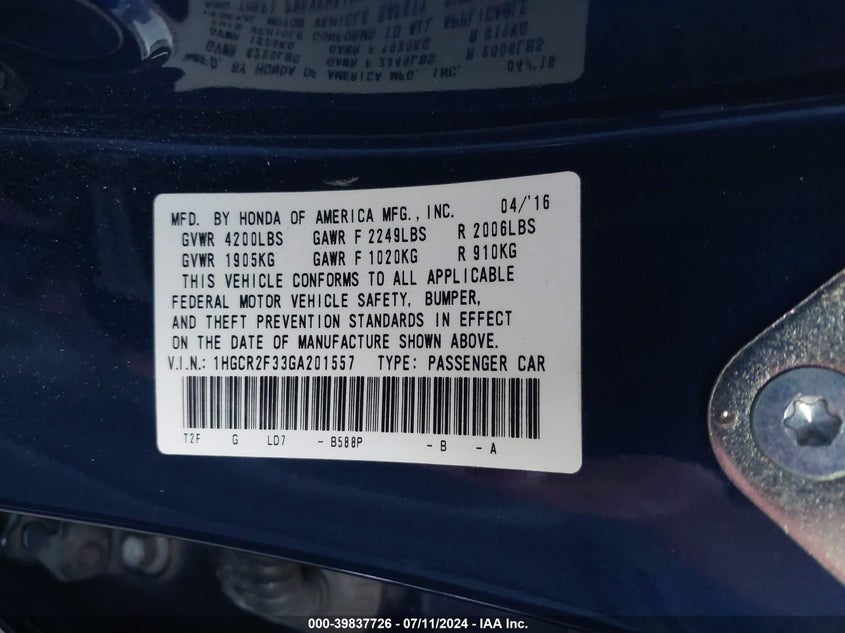 MFD. BY HONDA OF AMERICA MFG., INC. 04/'16
GVWR 4200LBS GAWR F 2249LBS R 2006LBS
GVWR 1905KG GAWR F 1020KG R 910KG
THIS VEHICLE CONFORMS TO ALL APPLICABLE
FEDERAL MOTOR VEHICLE SAFETY, BUMPER,
AND THEFT PREVENTION STANDARDS IN EFFECT
ON THE DATE OF MANUFACTURE SHOWN ABOVE.
V.I.N.: 1HGCR2F33GA201557 TYPE: PASSENGER CAR
T2F G LD7 - B588P - B - A
000-39837726 / 07/11/2024 / IAA Inc.